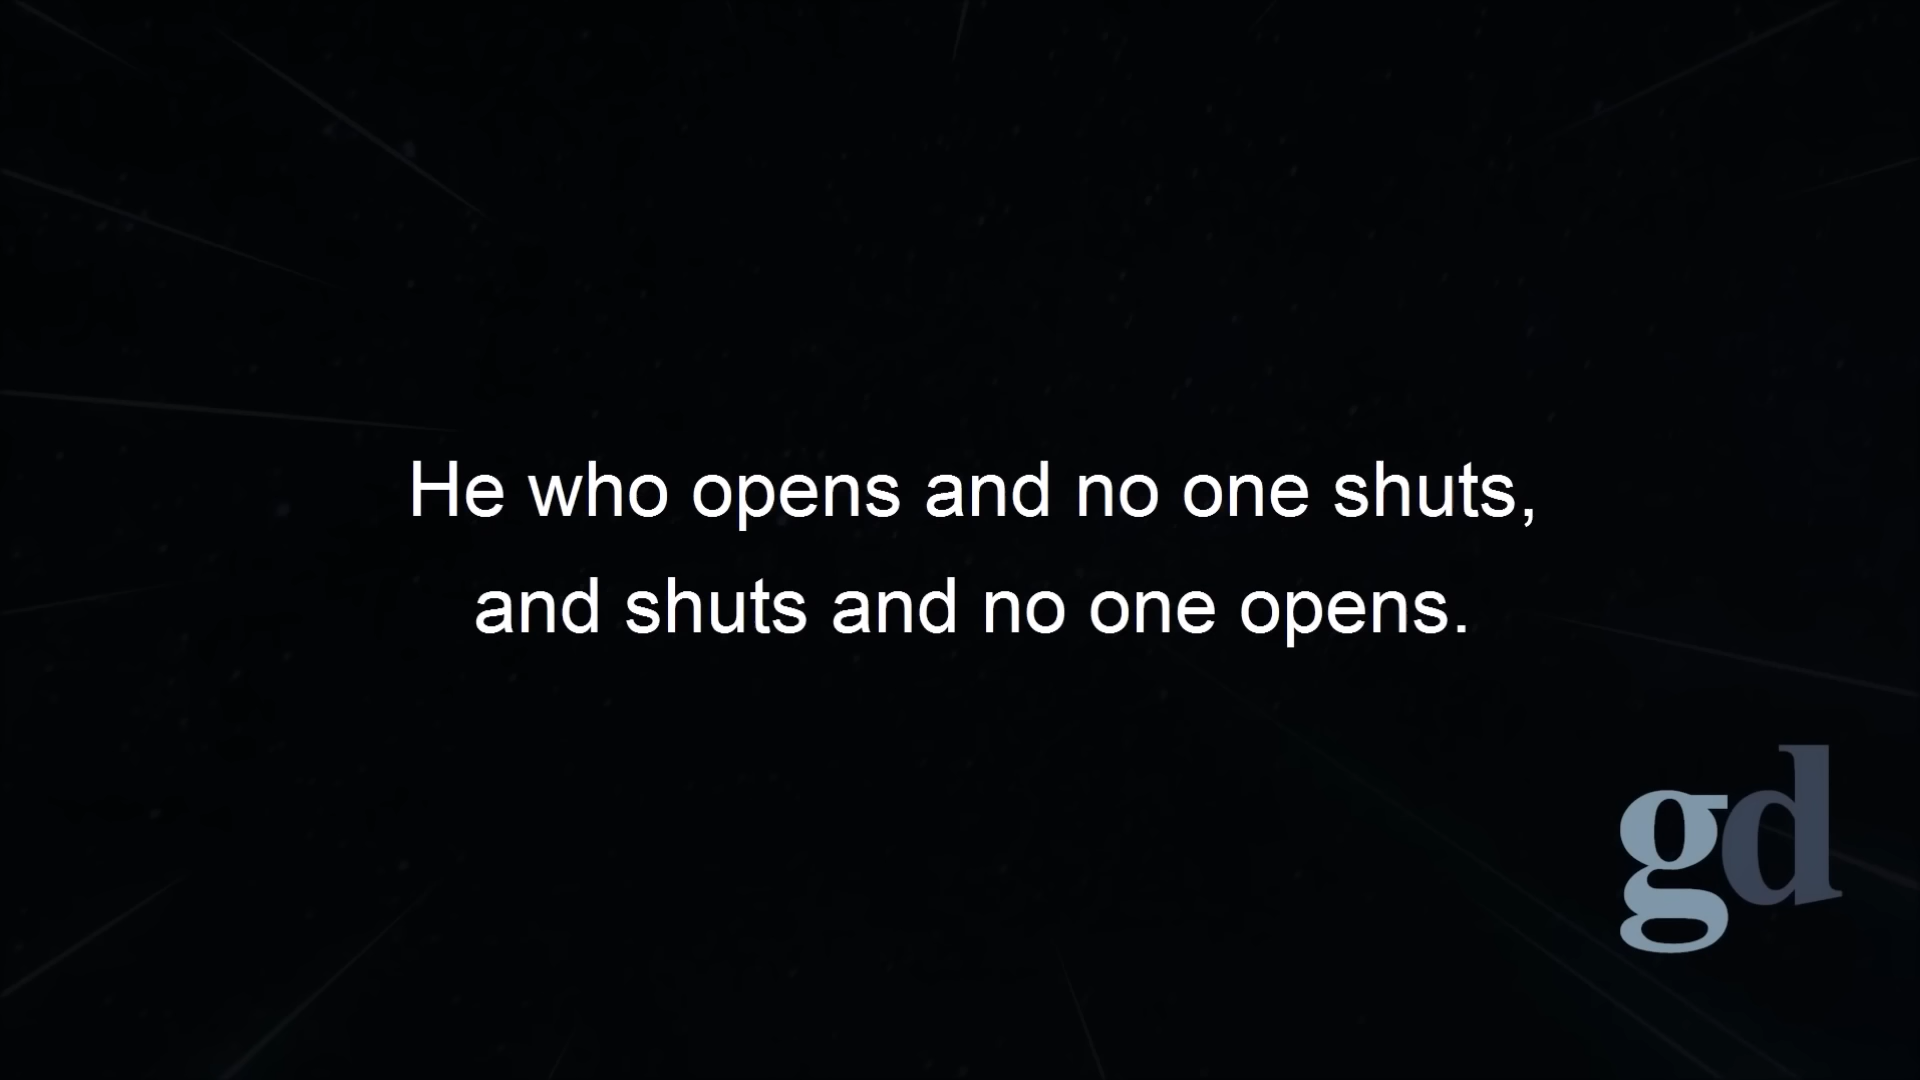 He who opens and no one shuts,
and shuts and no one opens.
gd